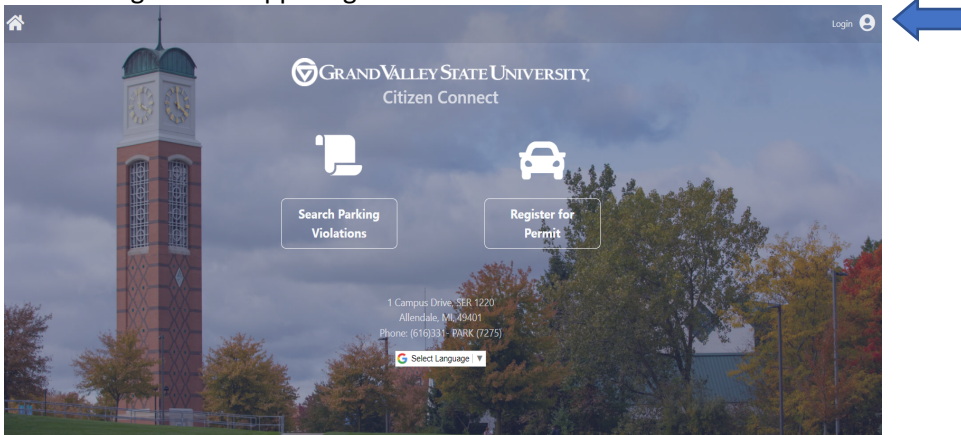 Login
GRAND VALLEY STATE UNIVERSITY.
Citizen Connect
Search Parking
Violations
Register for
Permit
1 Campus Drive, SER 1220
Allendale, MI, 49401
Phone: (616)331- PARK (7275)
G Select Language ▼